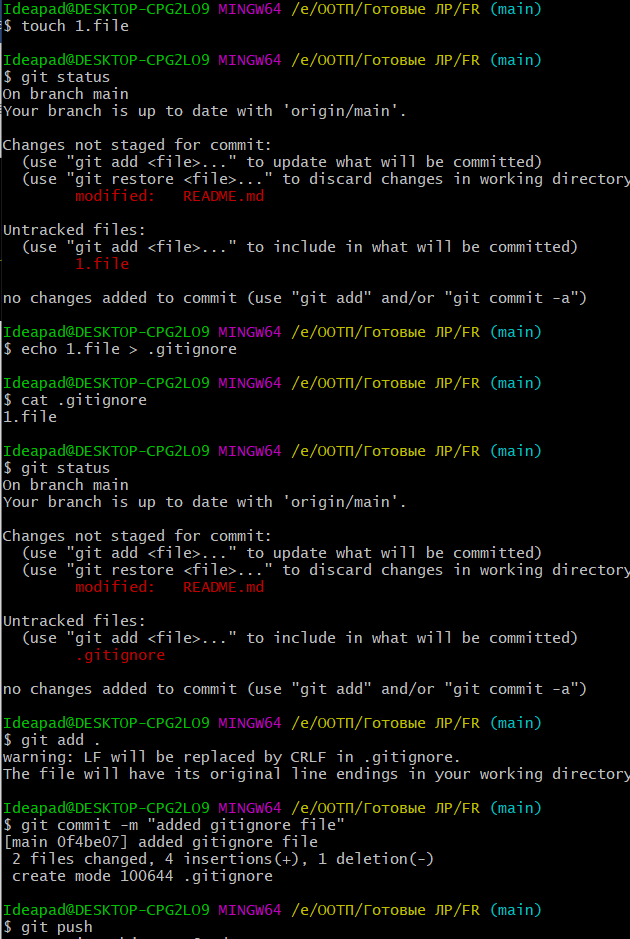 Ideapad@DESKTOP-CPG2LO9 MINGW64 /e/ООТП/Готовые ЛР/FR (main)
$ touch 1.file
Ideapad@DESKTOP-CPG2LO9 MINGW64 /e/ООТП/Готовые ЛР/FR (main)
$ git status
On branch main
Your branch is up to date with 'origin/main'.
Changes not staged for commit:
(use "git add <file>..." to update what will be committed)
(use "git restore <file>..." to discard changes in working directory
modified: README.md
Untracked files:
(use "git add <file>..." to include in what will be committed)
1.file
no changes added to commit (use "git add" and/or "git commit -a")
Ideapad@DESKTOP-CPG2LO9 MINGW64 /e/ООТП/Готовые ЛР/FR (main)
$ echo 1.file > .gitignore
Ideapad@DESKTOP-CPG2LO9 MINGW64 /e/ООТП/Готовые ЛР/FR (main)
$ cat .gitignore
1.file
Ideapad@DESKTOP-CPG2LO9 MINGW64 /e/ООТП/Готовые ЛР/FR (main)
$ git status
On branch main
Your branch is up to date with 'origin/main'.
Changes not staged for commit:
(use "git add <file>..." to update what will be committed)
(use "git restore <file>..." to discard changes in working directory
modified: README.md
Untracked files:
(use "git add <file>..." to include in what will be committed)
.gitignore
no changes added to commit (use "git add" and/or "git commit -a")
Ideapad@DESKTOP-CPG2LO9 MINGW64 /e/ООТП/Готовые ЛР/FR (main)
$ git add .
warning: LF will be replaced by CRLF in .gitignore.
The file will have its original line endings in your working directory
Ideapad@DESKTOP-CPG2LO9 MINGW64 /e/ООТП/Готовые ЛР/FR (main)
$ git commit -m "added gitignore file"
[main 0f4be07] added gitignore file
2 files changed, 4 insertions(+), 1 deletion(-)
create mode 100644 .gitignore
Ideapad@DESKTOP-CPG2LO9 MINGW64 /e/ООТП/Готовые ЛР/FR (main)
$ git push